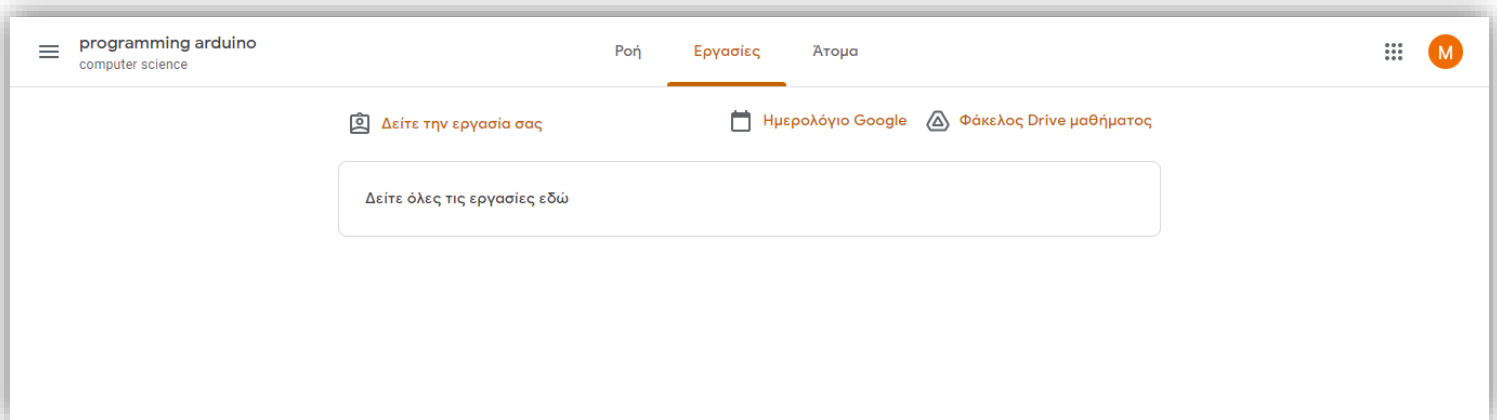 programming arduino
computer science
Ροή Εργασίες Άτομα
M
Δείτε την εργασία σας
Ημερολόγιο Google Φάκελος Drive μαθήματος
Δείτε όλες τις εργασίες εδώ